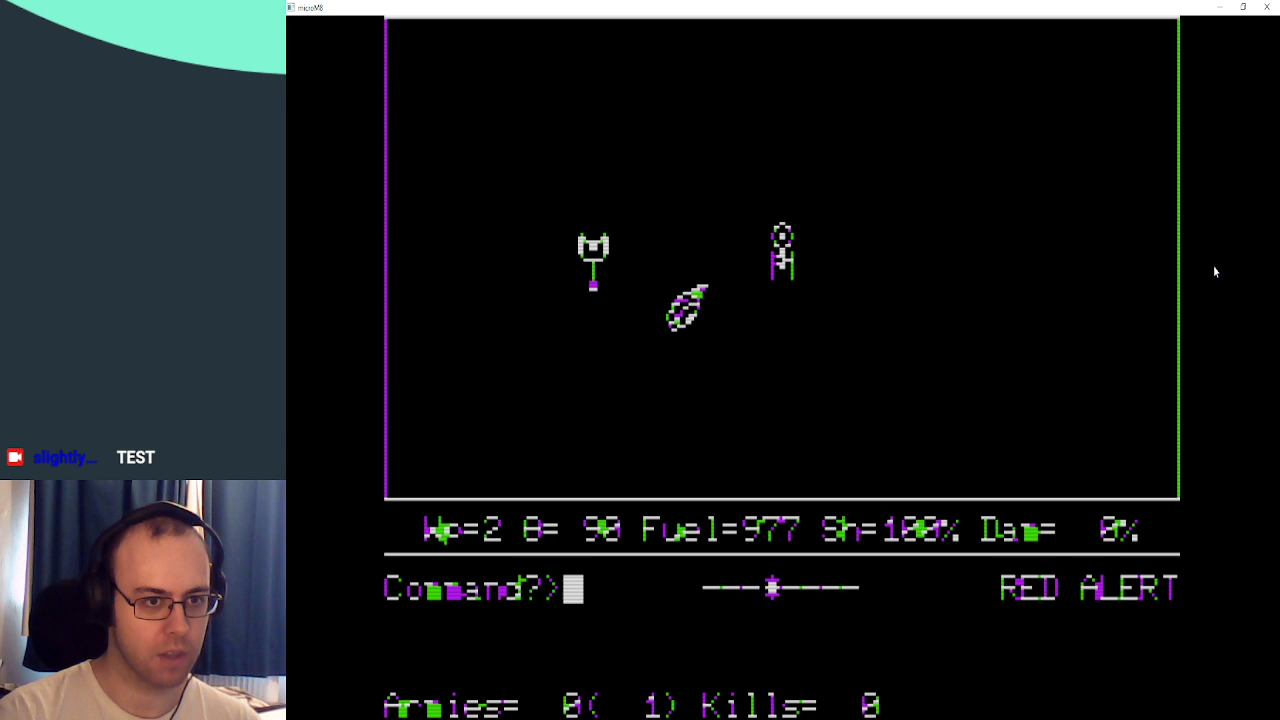 microM8
slightly... TEST
Wp=2 θ= 90 Fuel=977 Sh=100% Dam= 0%
Command?> RED ALERT
Armies= 0( 1) Kills= 0